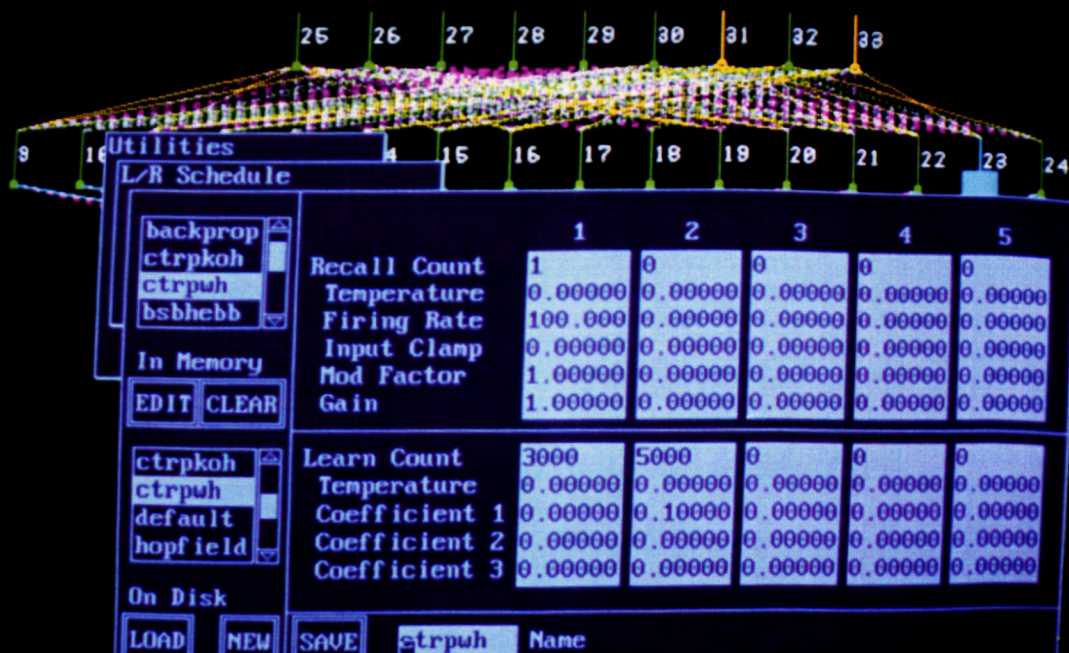 25 26 27 28 29 30 31 32 33
9 4 15 16 17 18 19 20 21 22 23 24
Utilities
L/R Schedule
1 2 3 4 5
backprop
ctrpkoh
ctrpwh
bsbhebb
Recall Count 1 0 0 0 0
Temperature 0.00000 0.00000 0.00000 0.00000 0.00000
Firing Rate 100.000 0.00000 0.00000 0.00000 0.00000
Input Clamp 0.00000 0.00000 0.00000 0.00000 0.00000
Mod Factor 1.00000 0.00000 0.00000 0.00000 0.00000
Gain 1.00000 0.00000 0.00000 0.00000 0.00000
In Memory
EDIT CLEAR
ctrpkoh
ctrpwh
default
hopfield
Learn Count 3000 5000 0 0 0
Temperature 0.00000 0.00000 0.00000 0.00000 0.00000
Coefficient 1 0.00000 0.10000 0.00000 0.00000 0.00000
Coefficient 2 0.00000 0.00000 0.00000 0.00000 0.00000
Coefficient 3 0.00000 0.00000 0.00000 0.00000 0.00000
On Disk
LOAD NEW SAVE ctrpwh Name